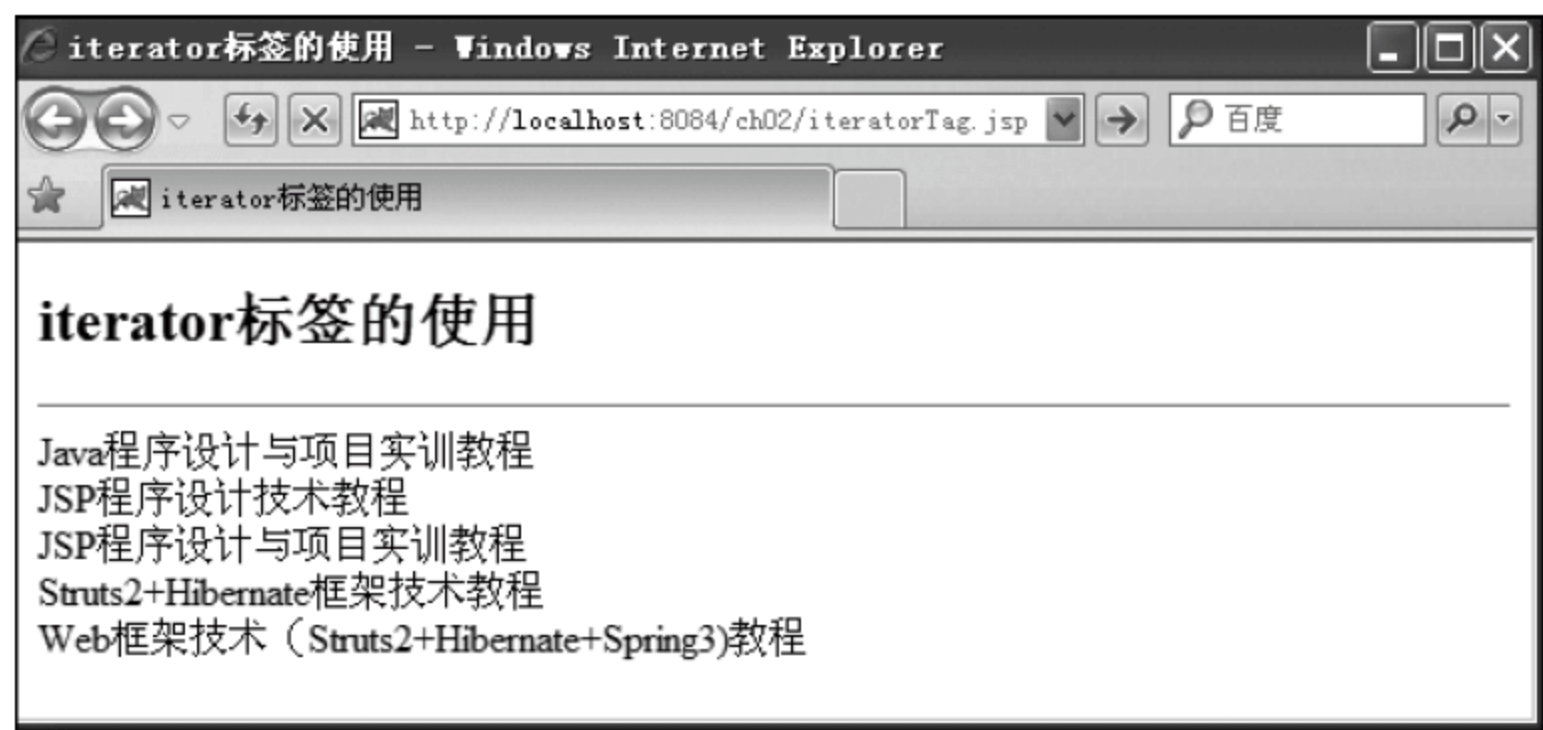 iterator标签的使用 - Windows Internet Explorer
http://localhost:8084/ch02/iteratorTag.jsp
百度
iterator标签的使用
iterator标签的使用
Java程序设计与项目实训教程
JSP程序设计技术教程
JSP程序设计与项目实训教程
Struts2+Hibernate框架技术教程
Web框架技术（Struts2+Hibernate+Spring3)教程